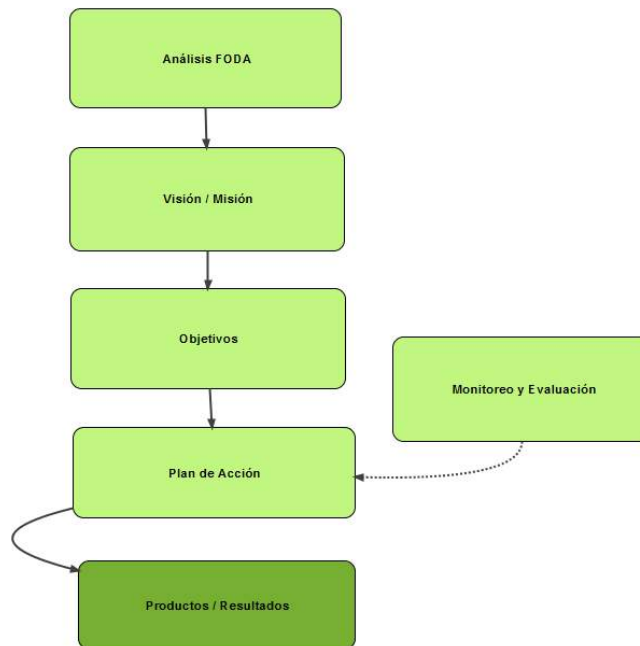 Análisis FODA
Visión / Misión
Objetivos
Monitoreo y Evaluación
Plan de Acción
Productos / Resultados